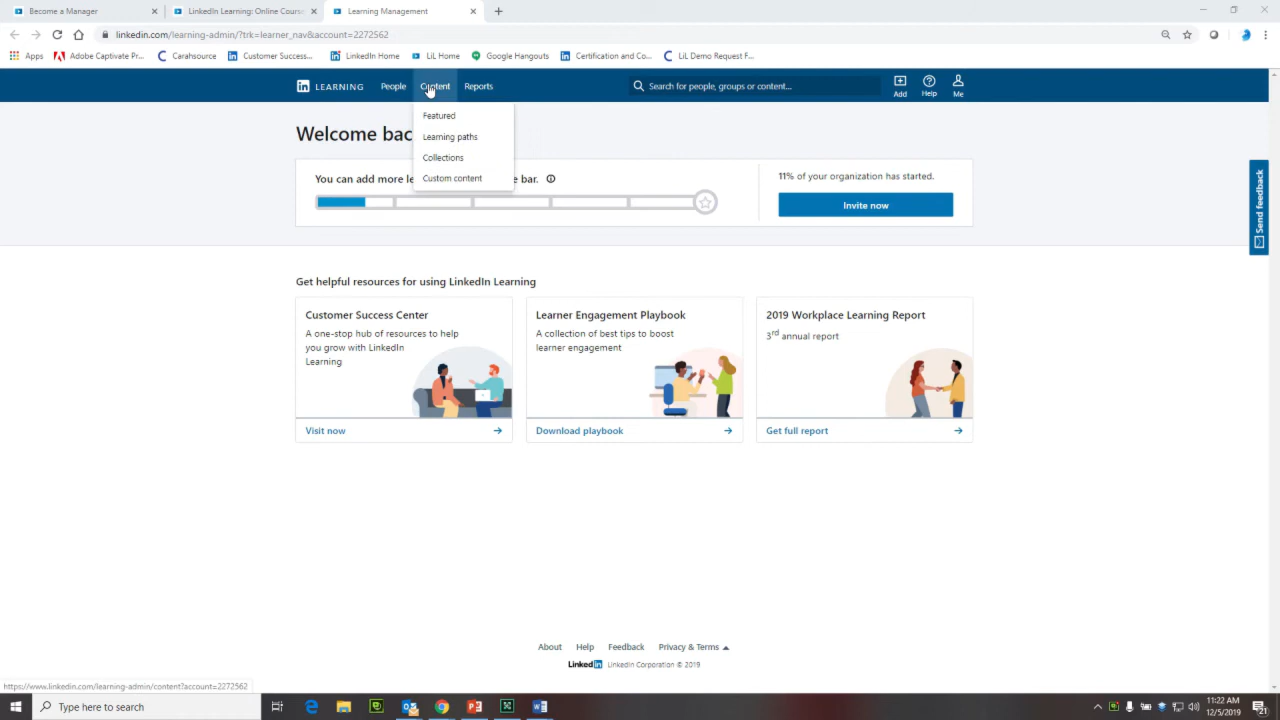 Become a Manager
LinkedIn Learning: Online Course
Learning Management
linkedin.com/learning-admin/?trk=learner_nav&account=2272562
Apps
Adobe Captivate Pr...
Carahsource
Customer Success...
LinkedIn Home
LiL Home
Google Hangouts
Certification and Co...
LiL Demo Request F...
in LEARNING
People
Content
Reports
Search for people, groups or content...
Add
Help
Me
Featured
Learning paths
Collections
Custom content
Welcome bac
You can add more le
e bar.
11% of your organization has started.
Invite now
Send feedback
Get helpful resources for using LinkedIn Learning
Customer Success Center
A one-stop hub of resources to help
you grow with LinkedIn
Learning
Visit now
Learner Engagement Playbook
A collection of best tips to boost
learner engagement
Download playbook
2019 Workplace Learning Report
3rd annual report
Get full report
About
Help
Feedback
Privacy & Terms
LinkedIn LinkedIn Corporation © 2019
https://www.linkedin.com/learning-admin/content?account=2272562
Type here to search
11:22 AM
12/5/2019
21